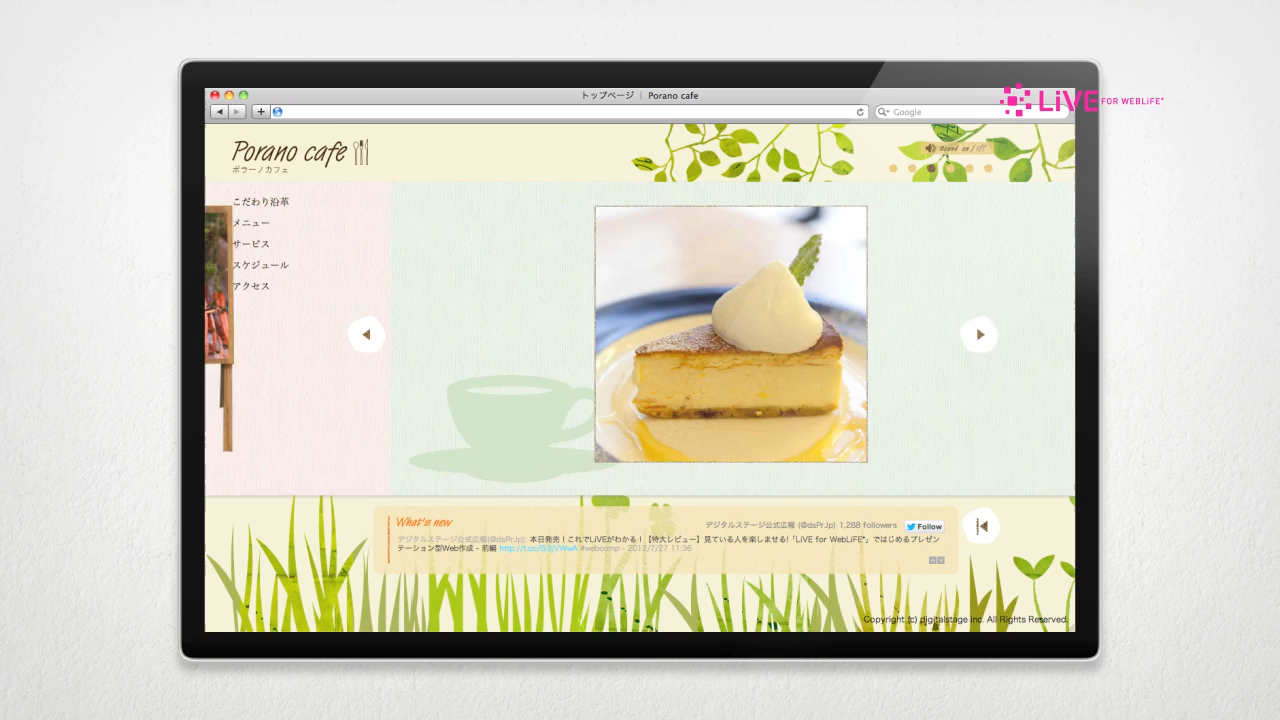 トップページ | Porano cafe
Google
LiVE FOR WEBLiFE*
Porano cafe
ポラーノカフェ
Sound on / off
こだわり沿革
メニュー
サービス
スケジュール
アクセス
What's new
デジタルステージ公式広報 (@dsPrJp) 1,288 followers
Follow
デジタルステージ公式広報(@dsPrJp) 本日発売！これでLiVEがわかる！【特大レビュー】見ている人を楽しませる!「LiVE for WebLiFE*」ではじめるプレゼン
テーション型Web作成 - 前編 #webcomp - 2012/7/27 11:36
Copyright (c) digitalstage inc. All Rights Reserved.